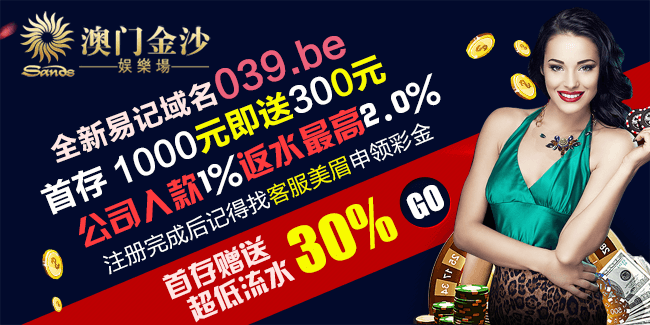 澳门金沙
娱樂場
Sands
全新易记域名039.be
首存 1000元即送300元
公司入款1%返水最高2.0%
注册完成后记得找客服美眉申领彩金
首存赠送
超低流水
30%
GO